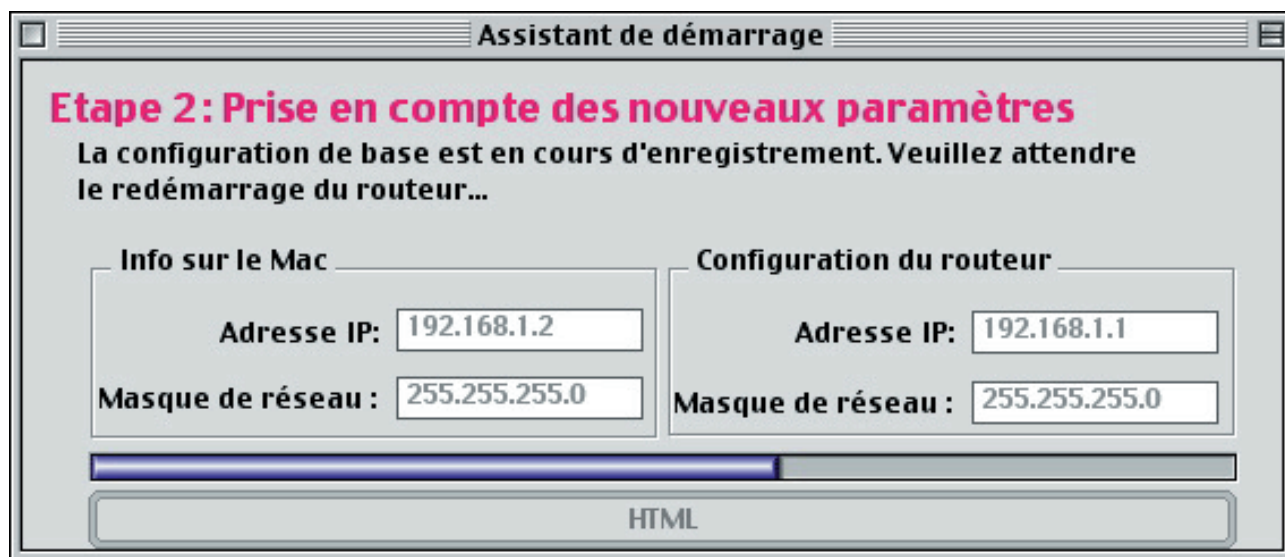 Assistant de démarrage
Etape 2: Prise en compte des nouveaux paramètres
La configuration de base est en cours d'enregistrement. Veuillez attendre
le redémarrage du routeur...
Info sur le Mac
Adresse IP: 192.168.1.2
Masque de réseau : 255.255.255.0
Configuration du routeur
Adresse IP: 192.168.1.1
Masque de réseau : 255.255.255.0
HTML